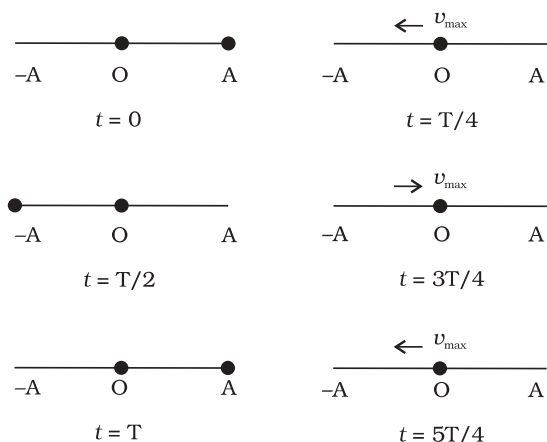 v_max
–A O A –A O A
t = 0 t = T/4
v_max
–A O A –A O A
t = T/2 t = 3T/4
v_max
–A O A –A O A
t = T t = 5T/4